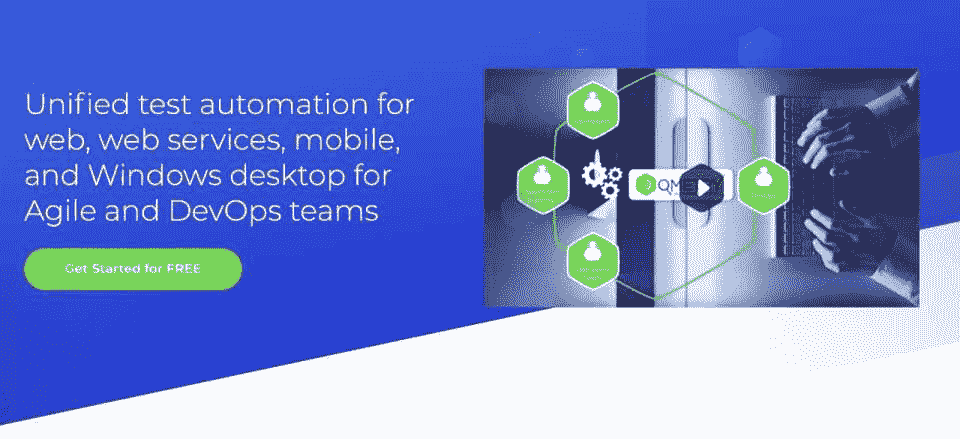 Unified test automation for
web, web services, mobile,
and Windows desktop for
Agile and DevOps teams
Get Started for FREE